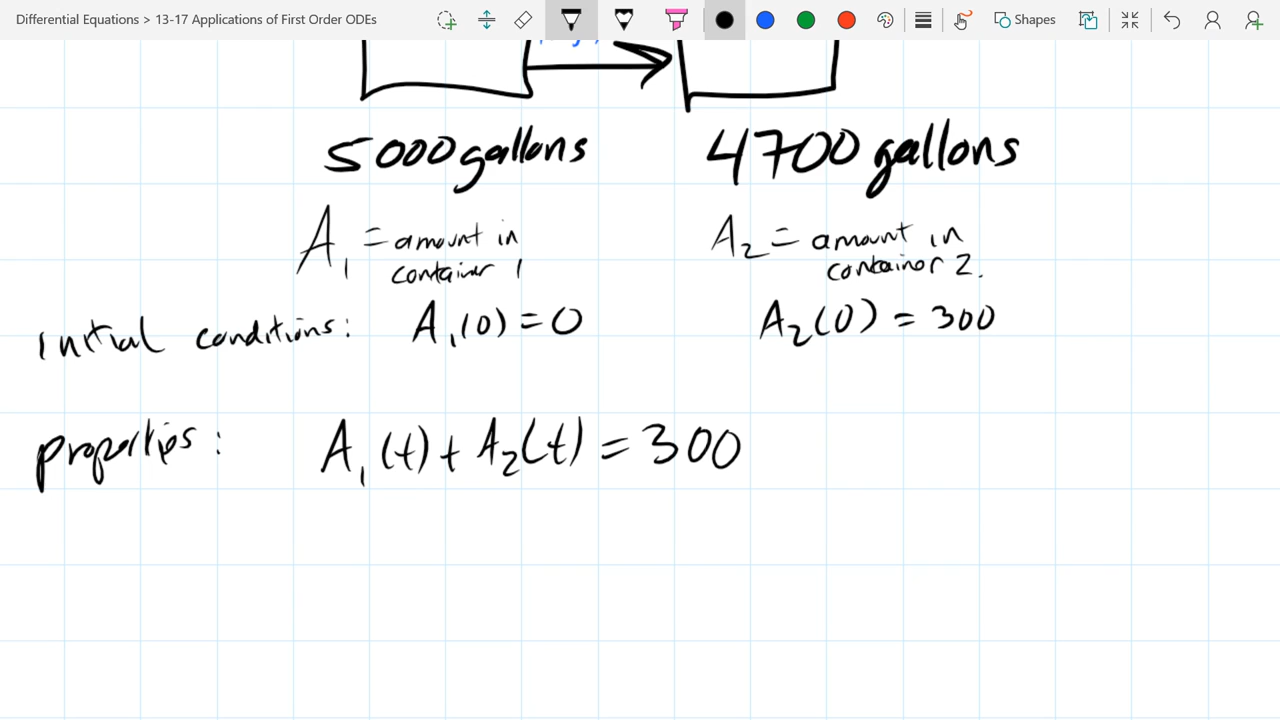 Differential Equations > 13-17 Applications of First Order ODEs
Shapes
5000 gallons 4700 gallons
A₁ = amount in container 1
A₂ = amount in container 2.
Initial conditions: A₁(0) = 0 A₂(0) = 300
properties: A₁(t) + A₂(t) = 300